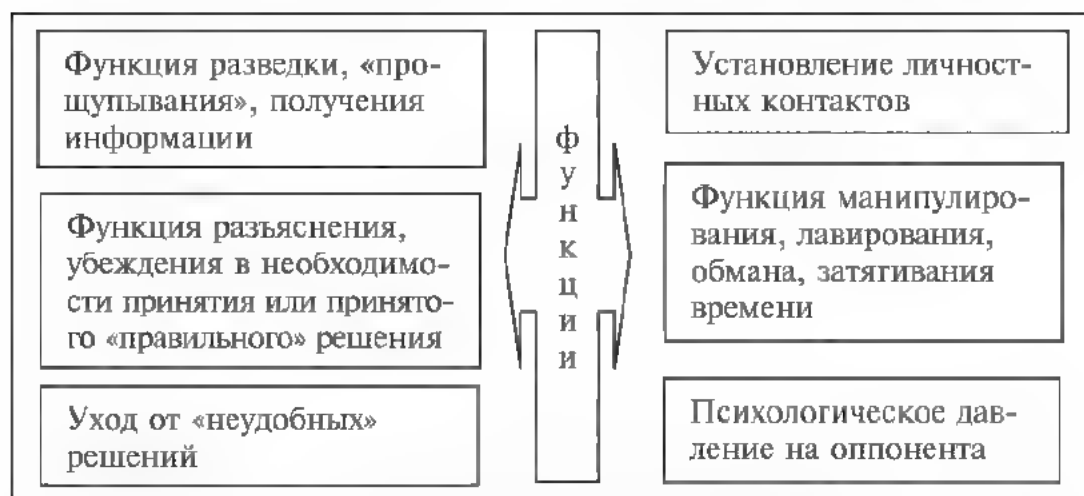 Функция разведки, «про-
щупывания», получения
информации
Функция разъяснения,
убеждения в необходимо-
сти принятия или принято-
го «правильного» решения
Уход от «неудобных»
решений
функции
Установление личност-
ных контактов
Функция манипулиро-
вания, лавирования,
обмана, затягивания
времени
Психологическое дав-
ление на оппонента